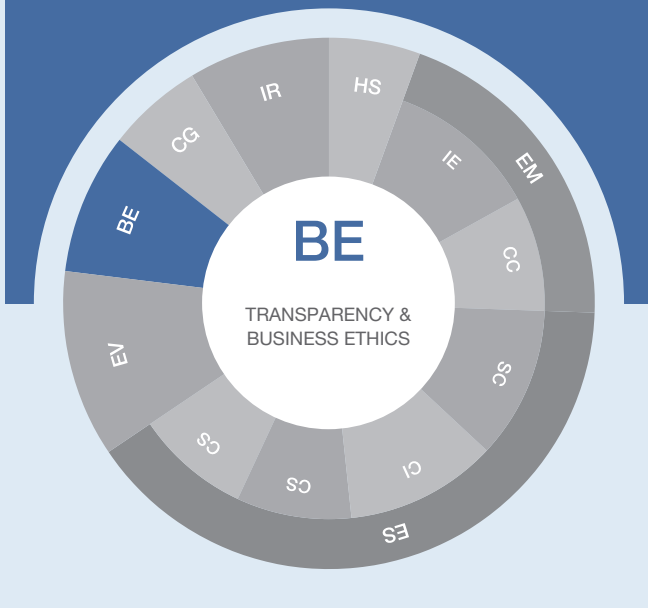 HS
IR
EM
IE
CG
BE
BE
CC
TRANSPARENCY &
BUSINESS ETHICS
EV
SC
CS
CI
CS
ES